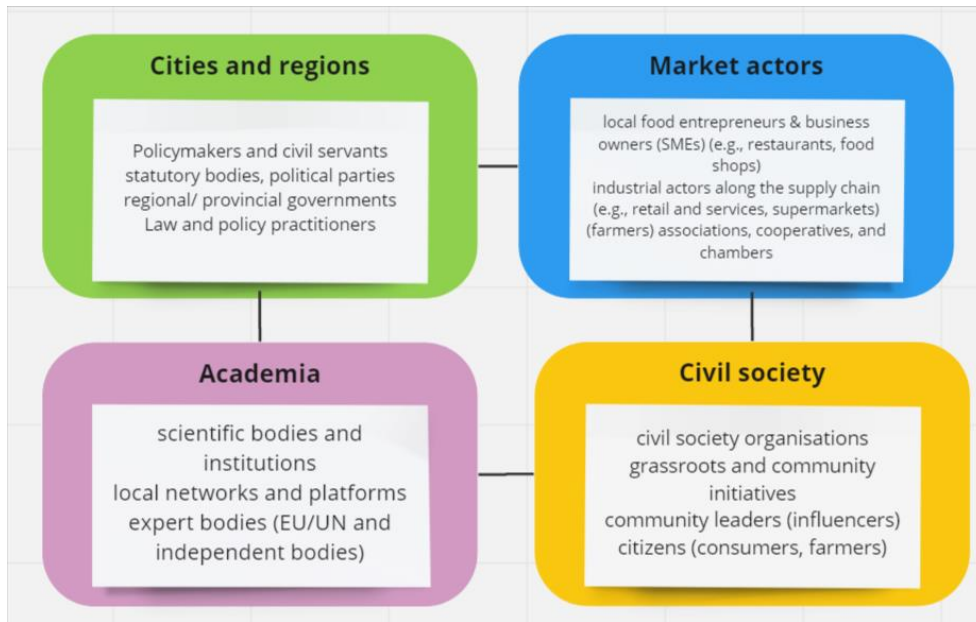 Cities and regions
Policymakers and civil servants
statutory bodies, political parties
regional/ provincial governments
Law and policy practitioners
Market actors
local food entrepreneurs & business
owners (SMEs) (e.g., restaurants, food
shops)
industrial actors along the supply chain
(e.g., retail and services, supermarkets)
(farmers) associations, cooperatives, and
chambers
Academia
scientific bodies and
institutions
local networks and platforms
expert bodies (EU/UN and
independent bodies)
Civil society
civil society organisations
grassroots and community
initiatives
community leaders (influencers)
citizens (consumers, farmers)